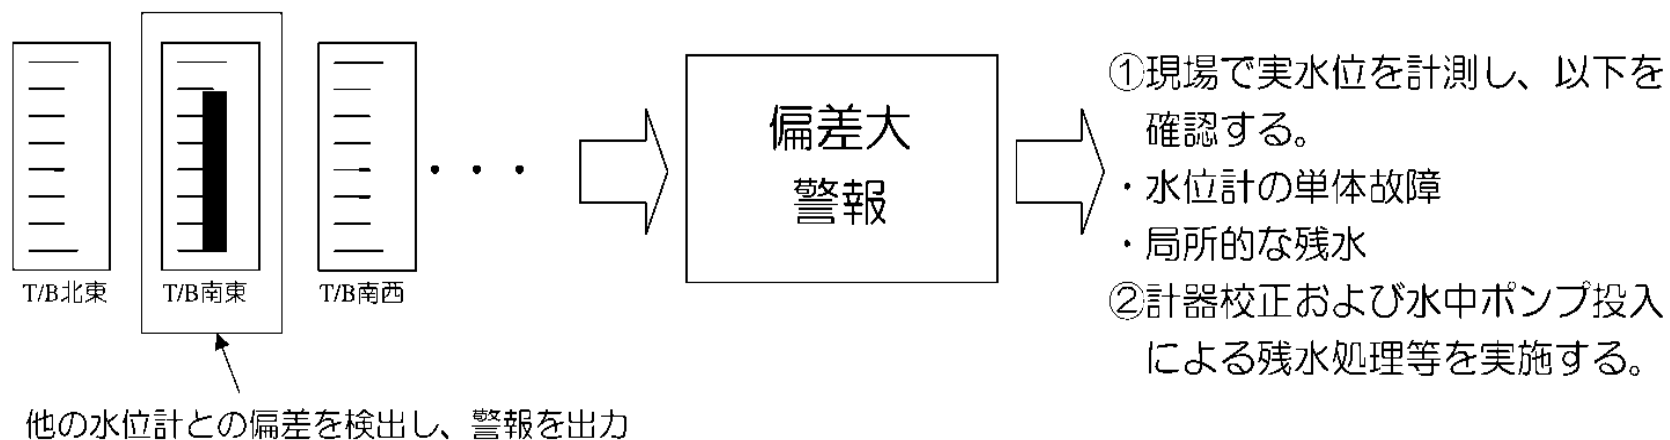 T/B北東
T/B南東
T/B南西
・・・
偏差大
警報
①現場で実水位を計測し、以下を
確認する。
・水位計の単体故障
・局所的な残水
②計器校正および水中ポンプ投入
による残水処理等を実施する。
他の水位計との偏差を検出し、警報を出力